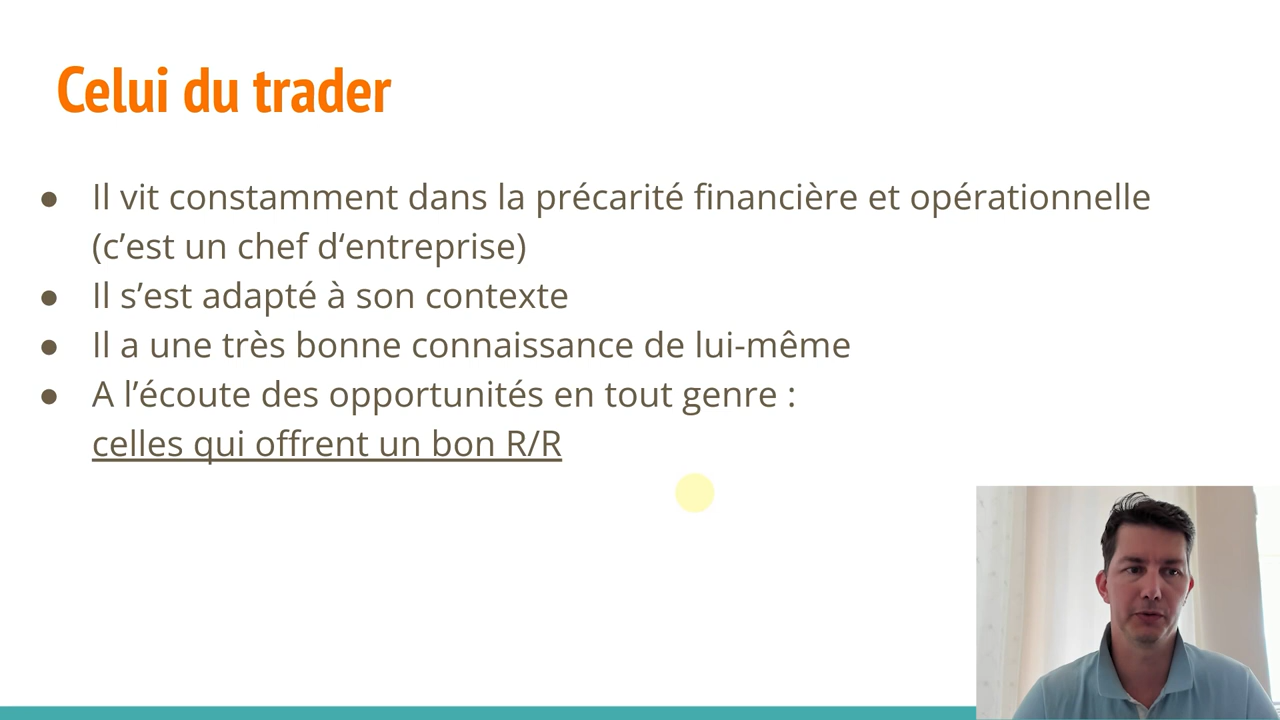 Celui du trader
● Il vit constamment dans la précarité financière et opérationnelle
(c’est un chef d‘entreprise)
● Il s’est adapté à son contexte
● Il a une très bonne connaissance de lui-même
● A l’écoute des opportunités en tout genre :
celles qui offrent un bon R/R